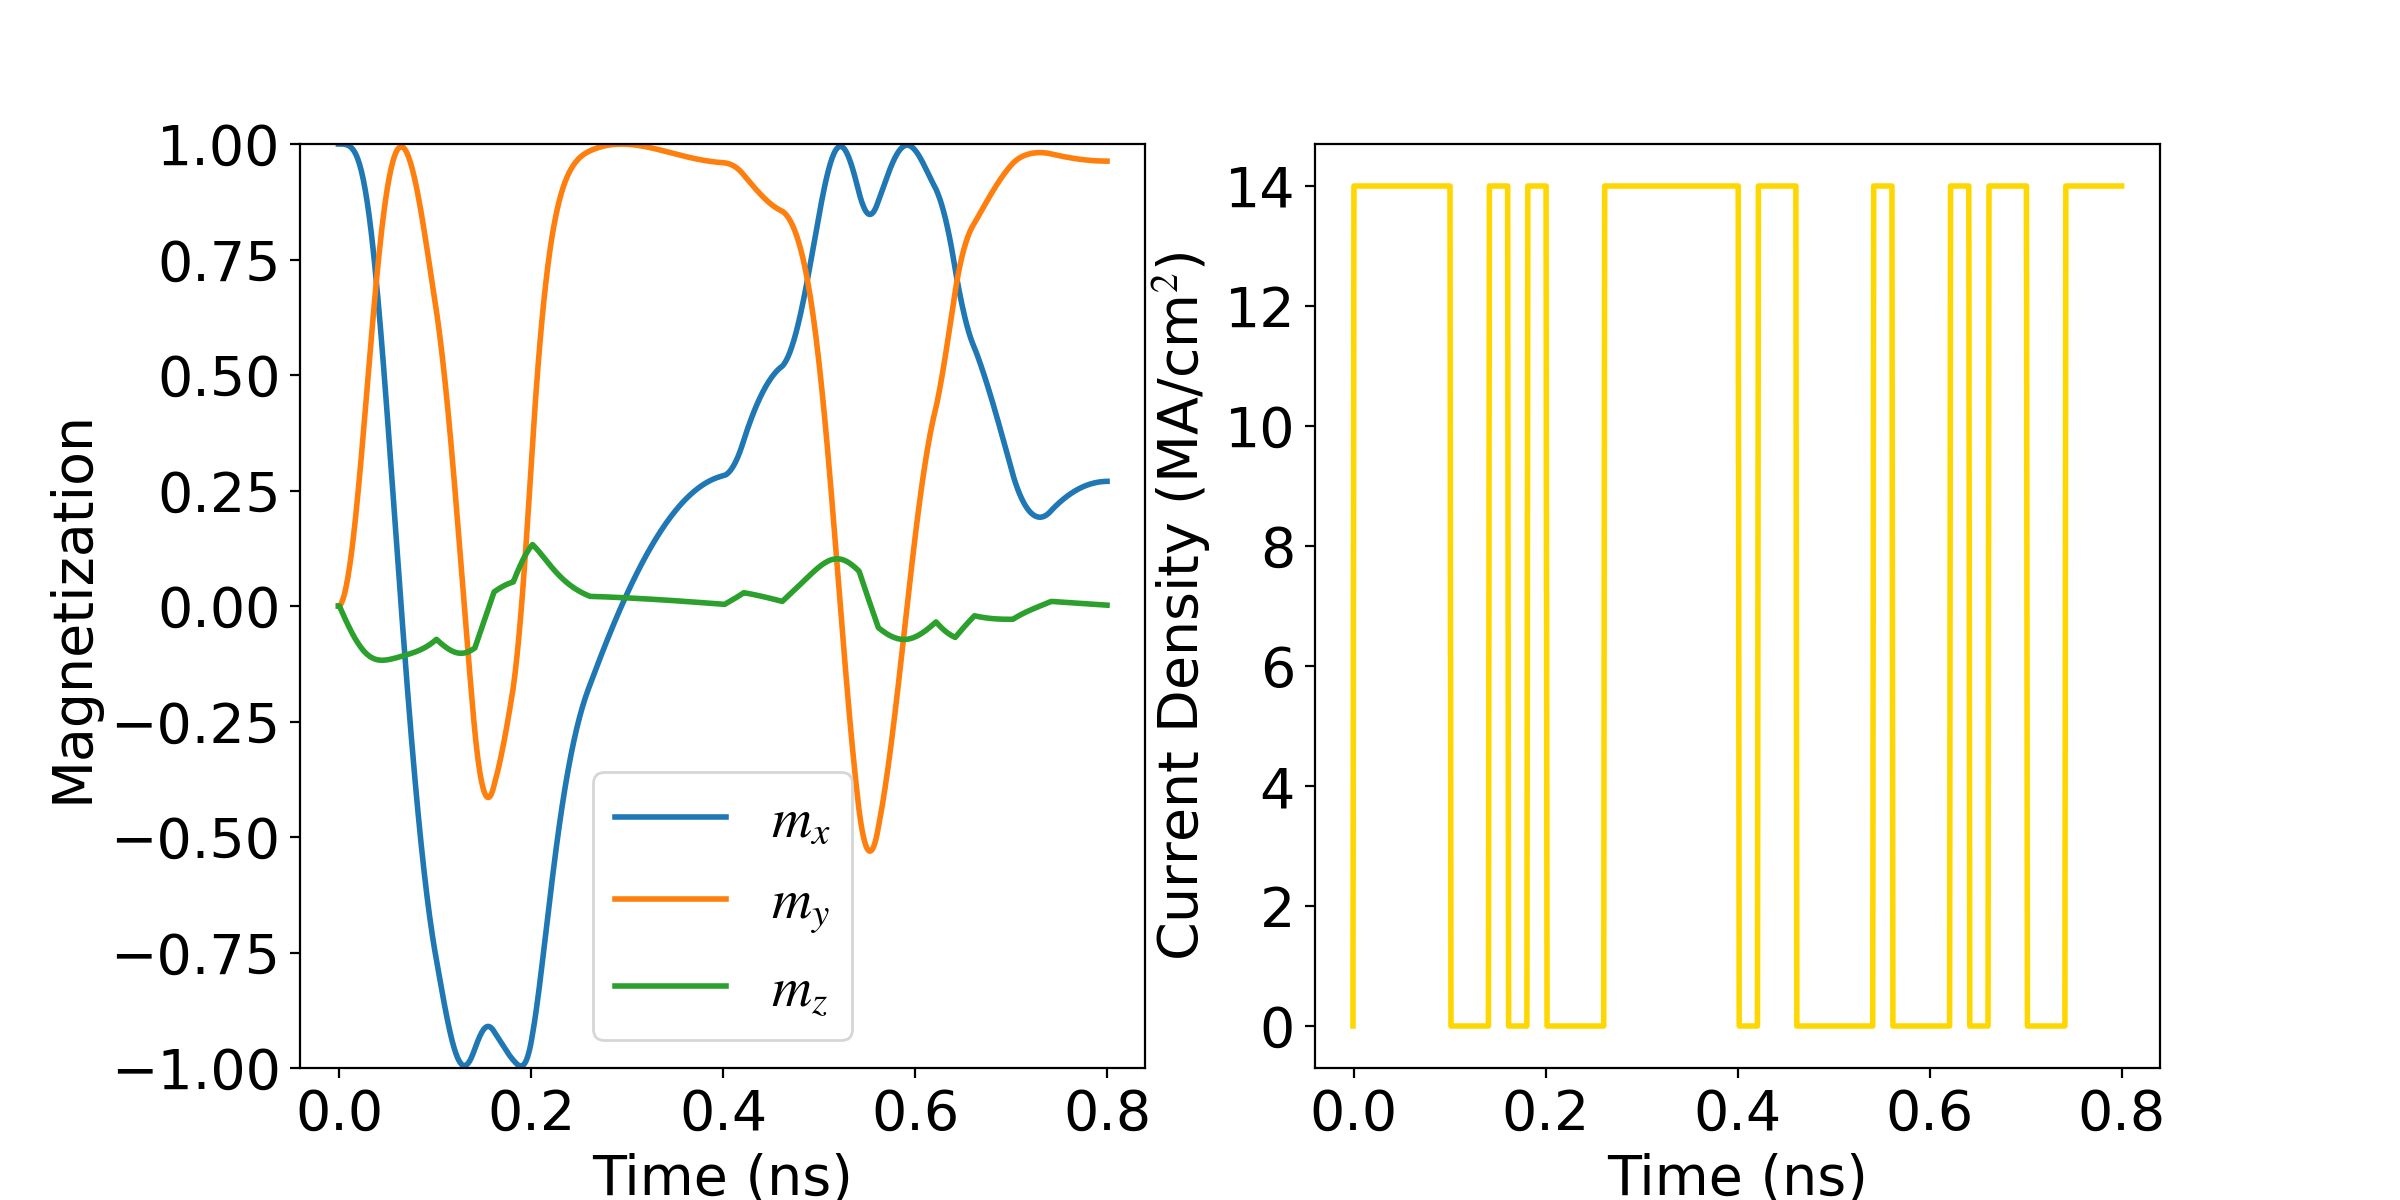 1.00
0.75
0.50
0.25
0.00
−0.25
−0.50
−0.75
−1.00
Magnetization
0.0 0.2 0.4 0.6 0.8
Time (ns)
m_x
m_y
m_z
14
12
10
8
6
4
2
0
Current Density (MA/cm²)
0.0 0.2 0.4 0.6 0.8
Time (ns)